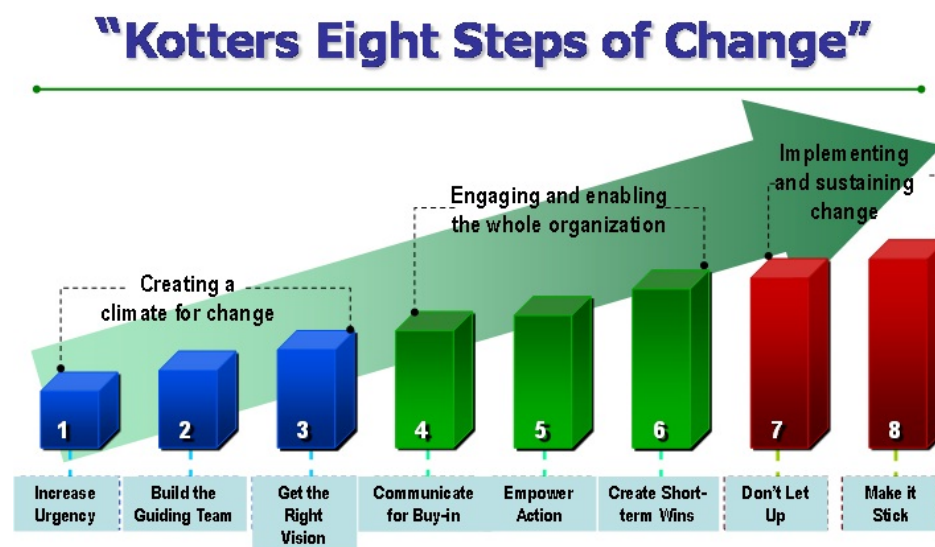 “Kotters Eight Steps of Change”
Implementing
and sustaining
change
Engaging and enabling
the whole organization
Creating a
climate for change
1
2
3
4
5
6
7
8
Increase
Urgency
Build the
Guiding Team
Get the
Right
Vision
Communicate
for Buy-in
Empower
Action
Create Short-
term Wins
Don't Let
Up
Make it
Stick